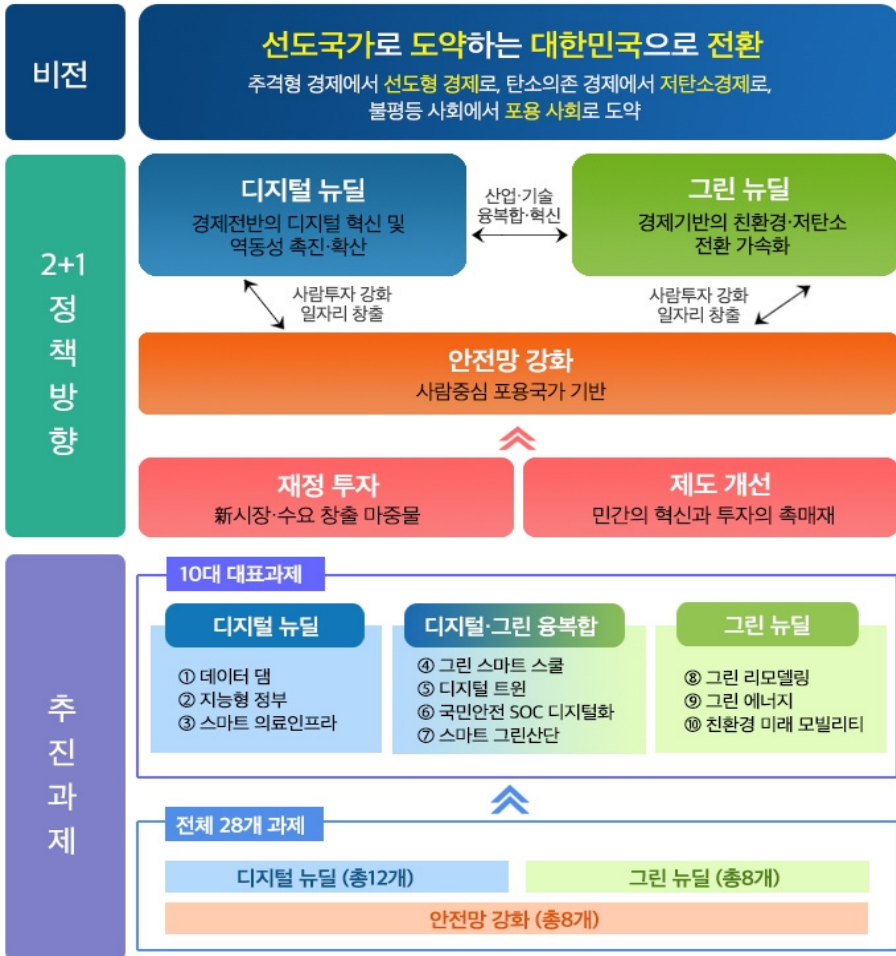 비전
선도국가로 도약하는 대한민국으로 전환
추격형 경제에서 선도형 경제로, 탄소의존 경제에서 저탄소경제로,
불평등 사회에서 포용 사회로 도약
2+1
정
책
방
향
디지털 뉴딜
경제전반의 디지털 혁신 및
역동성 촉진·확산
산업·기술
융복합·혁신
그린 뉴딜
경제기반의 친환경·저탄소
전환 가속화
사람투자 강화
일자리 창출
사람투자 강화
일자리 창출
안전망 강화
사람중심 포용국가 기반
재정 투자
新시장·수요 창출 마중물
제도 개선
민간의 혁신과 투자의 촉매재
추
진
과
제
10대 대표과제
디지털 뉴딜
① 데이터 댐
② 지능형 정부
③ 스마트 의료인프라
디지털·그린 융복합
④ 그린 스마트 스쿨
⑤ 디지털 트윈
⑥ 국민안전 SOC 디지털화
⑦ 스마트 그린산단
그린 뉴딜
⑧ 그린 리모델링
⑨ 그린 에너지
⑩ 친환경 미래 모빌리티
전체 28개 과제
디지털 뉴딜 (총12개)
그린 뉴딜 (총8개)
안전망 강화 (총8개)